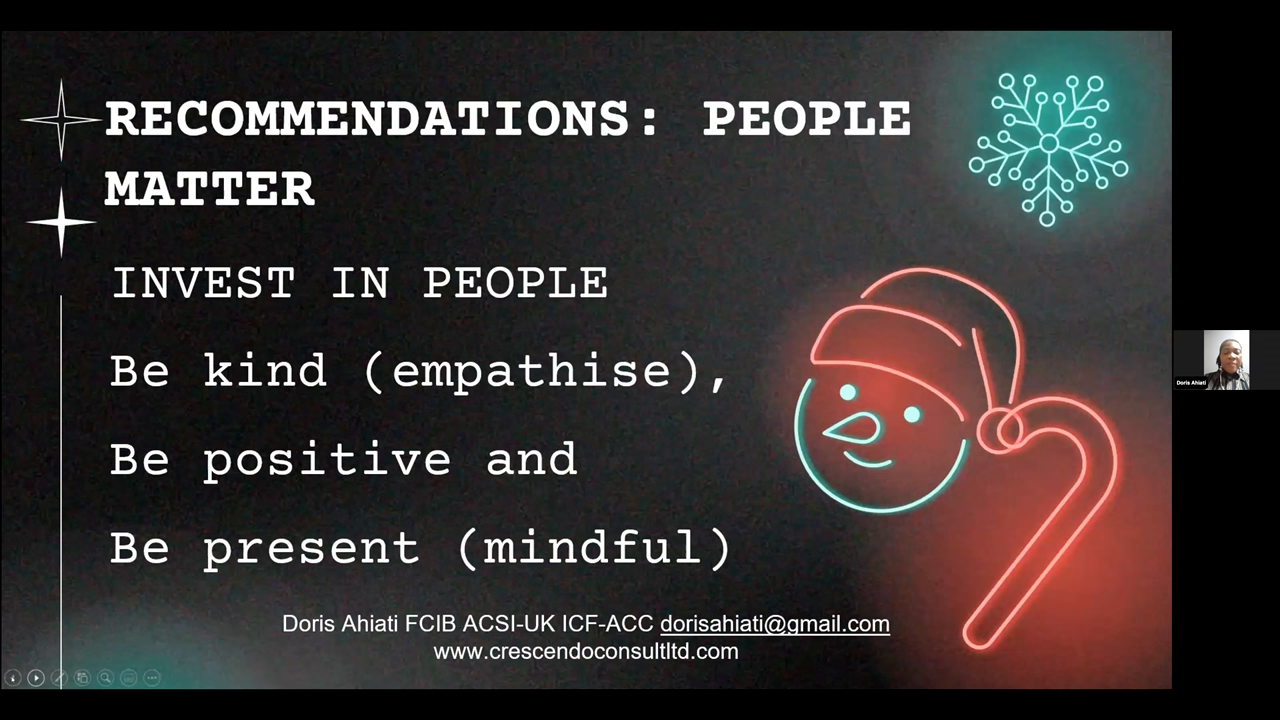 RECOMMENDATIONS: PEOPLE
MATTER
INVEST IN PEOPLE
Be kind (empathise),
Be positive and
Be present (mindful)
Doris Ahiati FCIB ACSI-UK ICF-ACC dorisahiati@gmail.com
www.crescendoconsultltd.com
Doris Ahiati